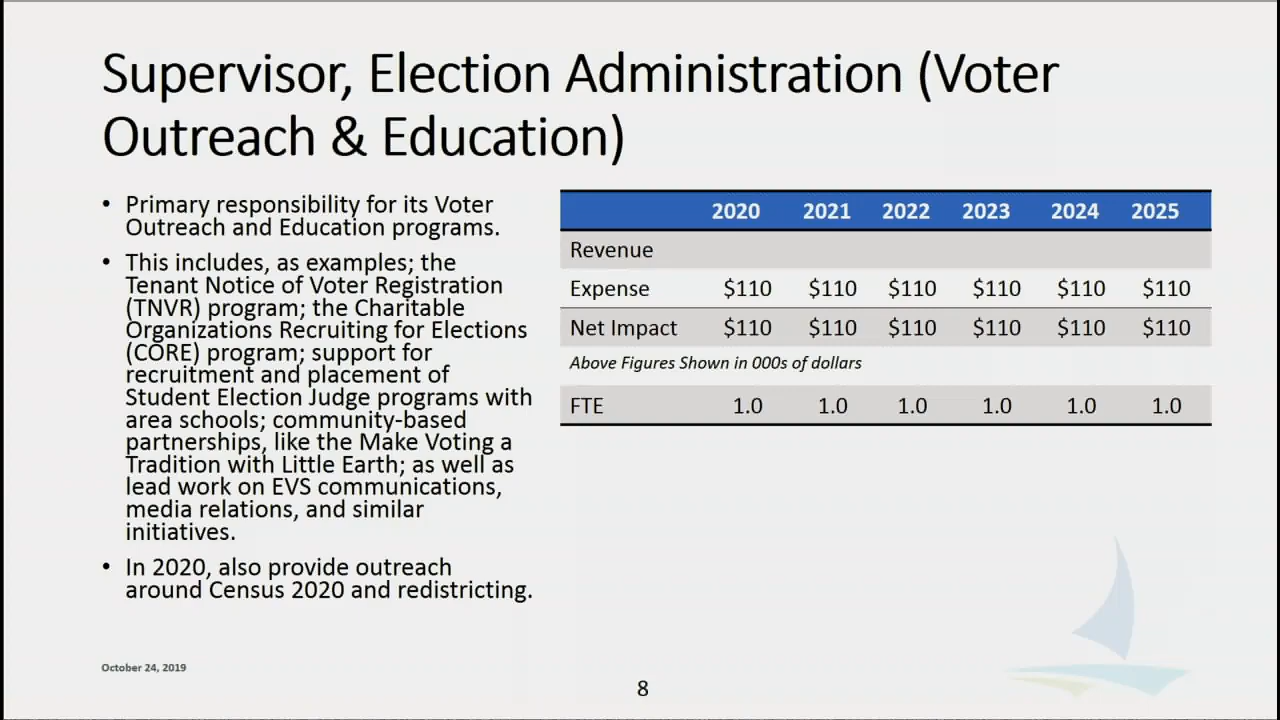 Supervisor, Election Administration (Voter
Outreach & Education)
• Primary responsibility for its Voter
Outreach and Education programs.
• This includes, as examples; the
Tenant Notice of Voter Registration
(TNVR) program; the Charitable
Organizations Recruiting for Elections
(CORE) program; support for
recruitment and placement of
Student Election Judge programs with
area schools; community-based
partnerships, like the Make Voting a
Tradition with Little Earth; as well as
lead work on EVS communications,
media relations, and similar
initiatives.
• In 2020, also provide outreach
around Census 2020 and redistricting.
2020 2021 2022 2023 2024 2025
Revenue
Expense $110 $110 $110 $110 $110 $110
Net Impact $110 $110 $110 $110 $110 $110
Above Figures Shown in 000s of dollars
FTE 1.0 1.0 1.0 1.0 1.0 1.0
October 24, 2019
8